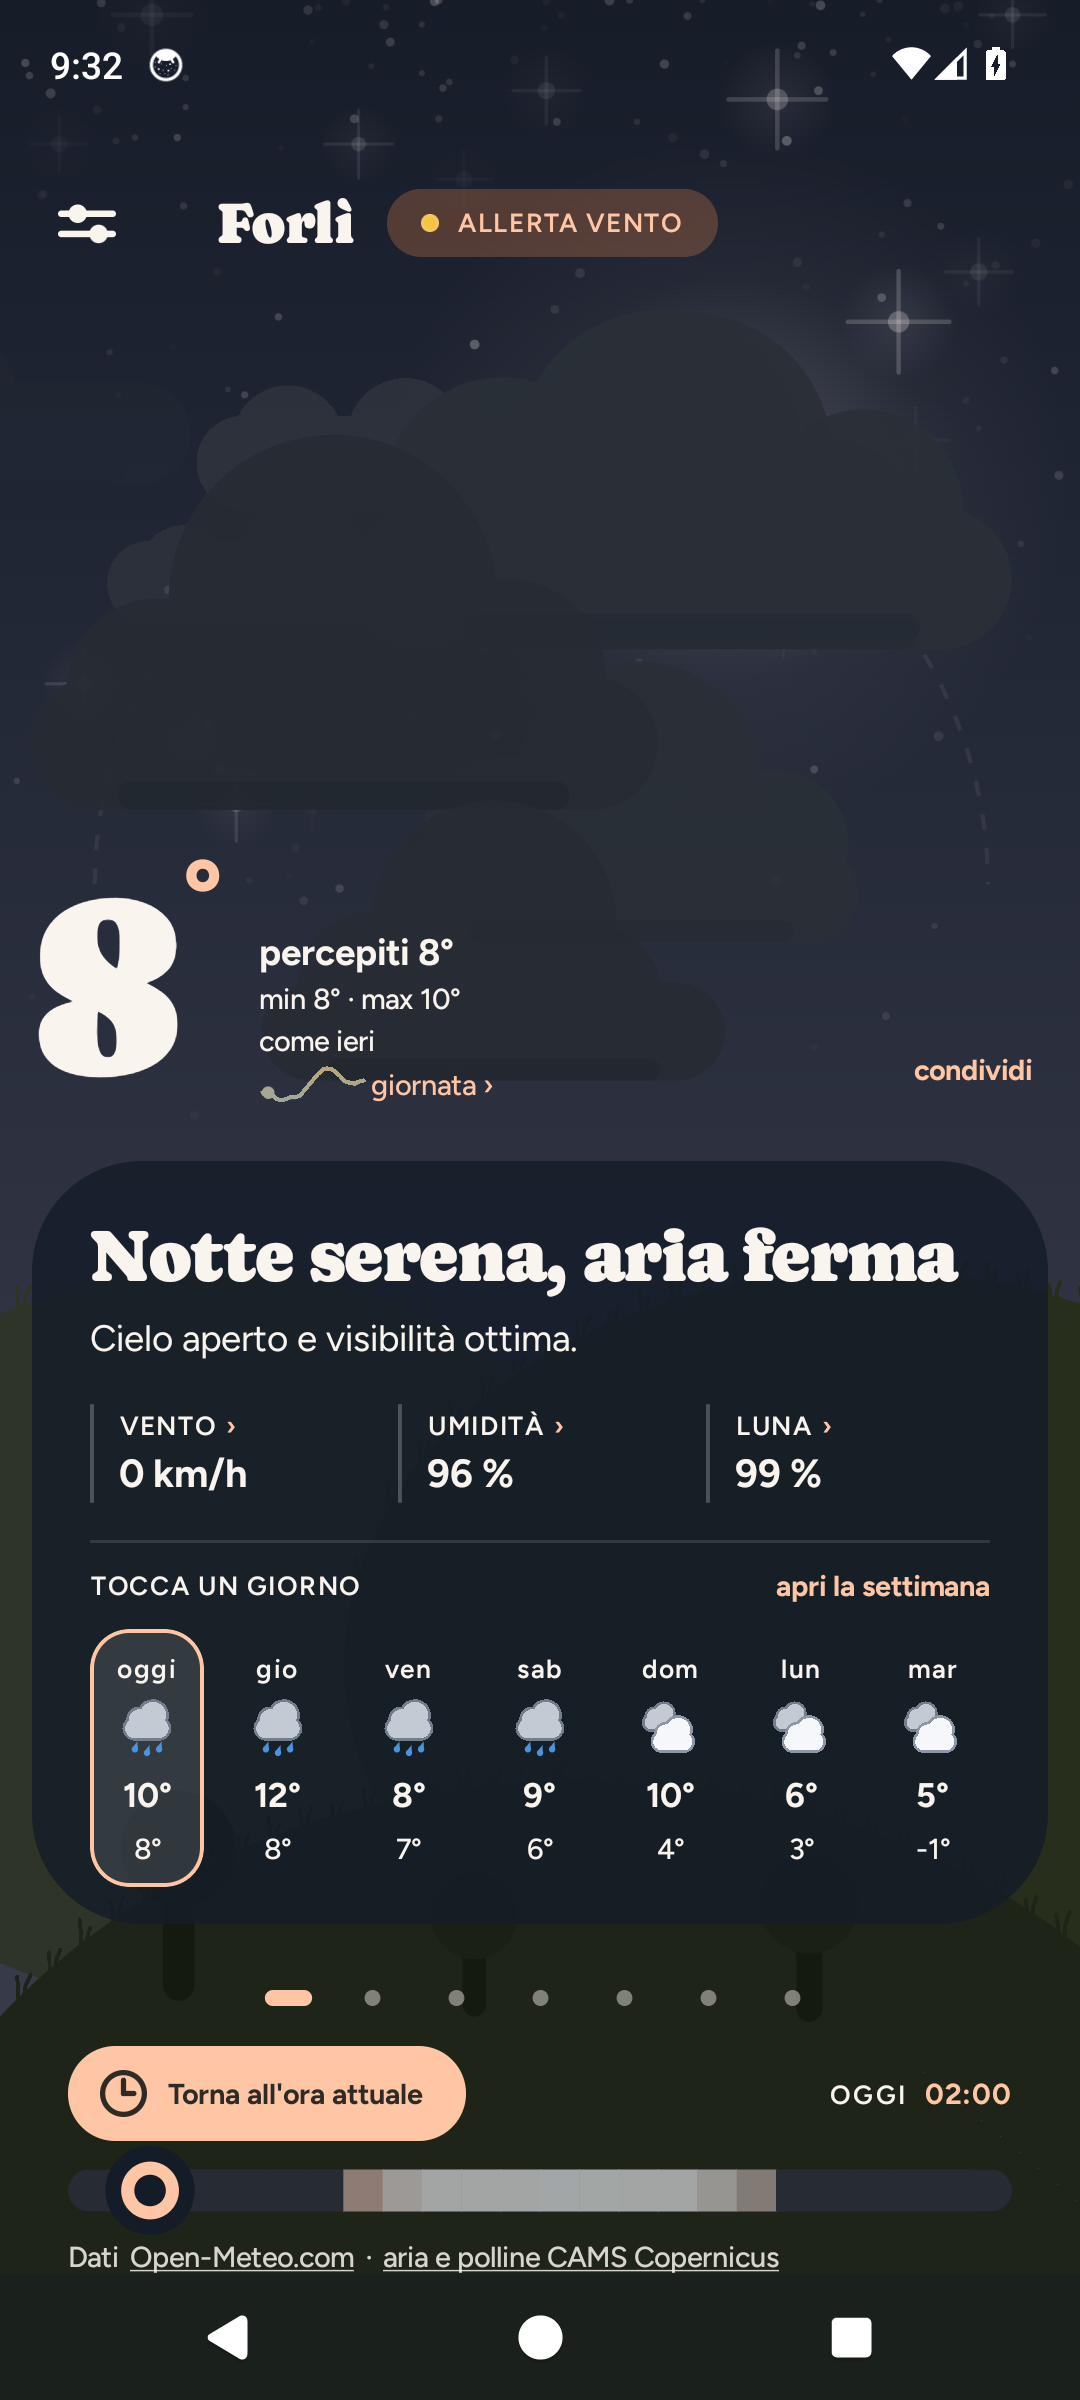 9:32
Forlì
ALLERTA VENTO
8°
percepiti 8°
min 8° · max 10°
come ieri
giornata ›
condividi
Notte serena, aria ferma
Cielo aperto e visibilità ottima.
VENTO › UMIDITÀ › LUNA ›
0 km/h 96 % 99 %
TOCCA UN GIORNO apri la settimana
oggi gio ven sab dom lun mar
10° 12° 8° 9° 10° 6° 5°
8° 8° 7° 6° 4° 3° -1°
Torna all'ora attuale OGGI 02:00
Dati Open-Meteo.com · aria e polline CAMS Copernicus